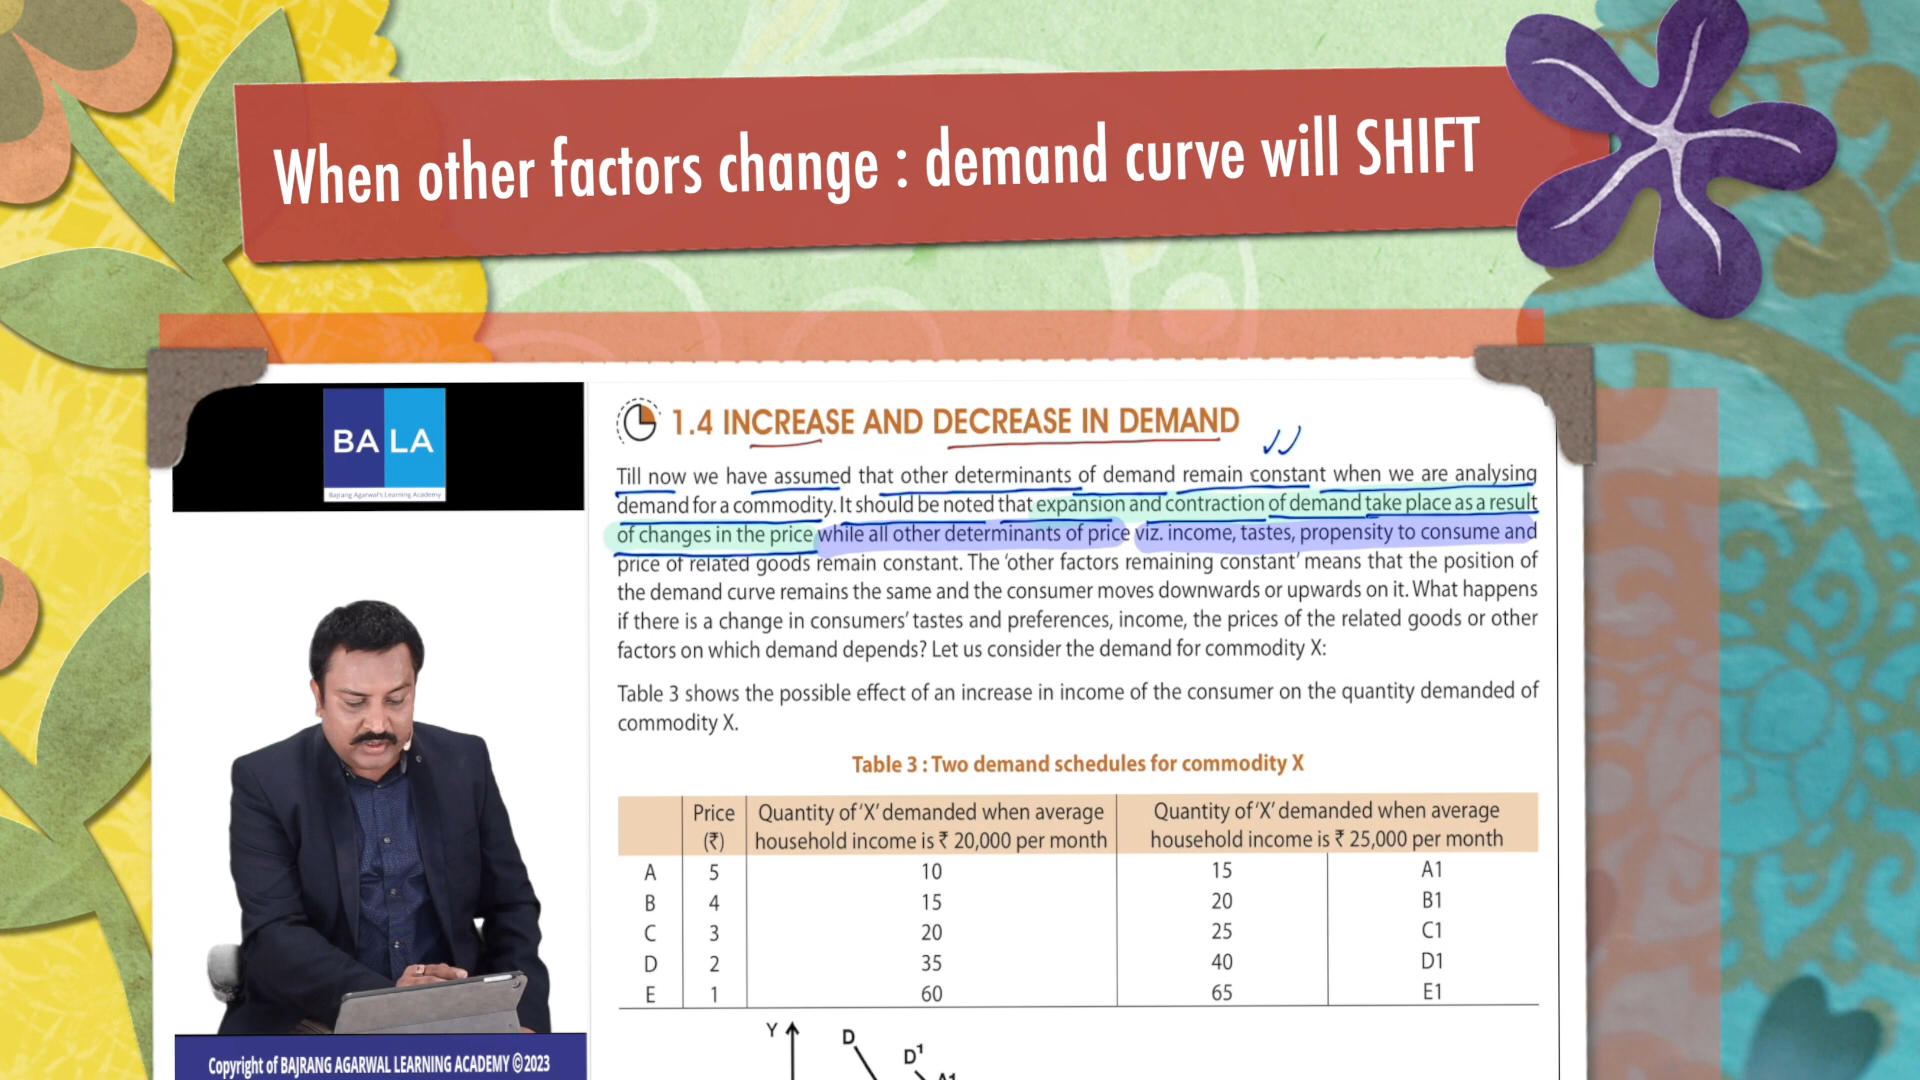 When other factors change : demand curve will SHIFT
BA LA
Bajrang Agarwal's Learning Academy
1.4 INCREASE AND DECREASE IN DEMAND
Till now we have assumed that other determinants of demand remain constant when we are analysing
demand for a commodity. It should be noted that expansion and contraction of demand take place as a result
of changes in the price while all other determinants of price viz. income, tastes, propensity to consume and
price of related goods remain constant. The 'other factors remaining constant' means that the position of
the demand curve remains the same and the consumer moves downwards or upwards on it. What happens
if there is a change in consumers' tastes and preferences, income, the prices of the related goods or other
factors on which demand depends? Let us consider the demand for commodity X:
Table 3 shows the possible effect of an increase in income of the consumer on the quantity demanded of
commodity X.
Table 3 : Two demand schedules for commodity X
Price (₹) Quantity of 'X' demanded when average household income is ₹ 20,000 per month Quantity of 'X' demanded when average household income is ₹ 25,000 per month
A 5 10 15 A1
B 4 15 20 B1
C 3 20 25 C1
D 2 35 40 D1
E 1 60 65 E1
Y D
D¹
A1
Copyright of BAJRANG AGARWAL LEARNING ACADEMY ©2023